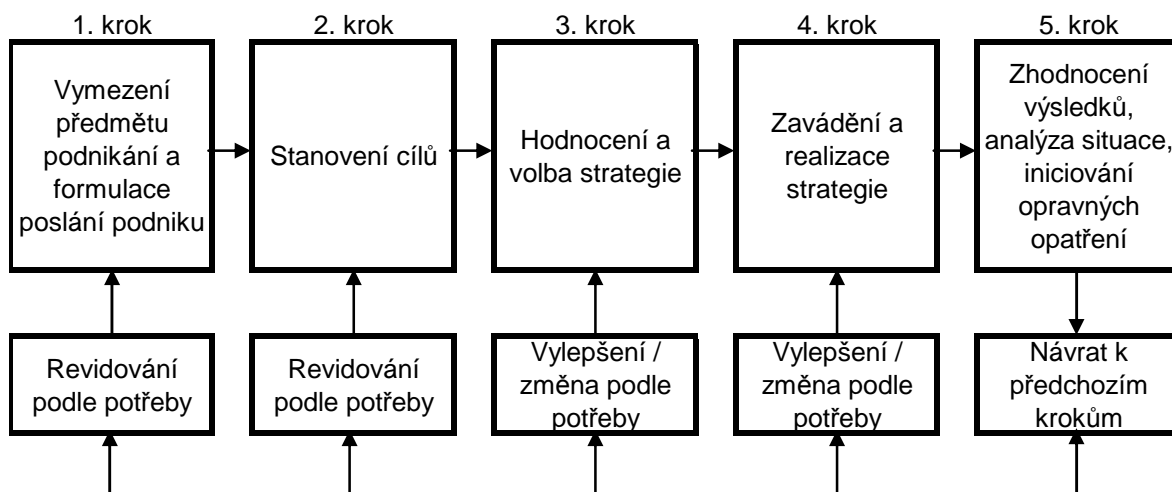 1. krok
2. krok
3. krok
4. krok
5. krok
Vymezení
předmětu
podnikání a
formulace
poslání podniku
Stanovení cílů
Hodnocení a
volba strategie
Zavádění a
realizace
strategie
Zhodnocení
výsledků,
analýza situace,
iniciování
opravných
opatření
Revidování
podle potřeby
Revidování
podle potřeby
Vylepšení /
změna podle
potřeby
Vylepšení /
změna podle
potřeby
Návrat k
předchozím
krokům